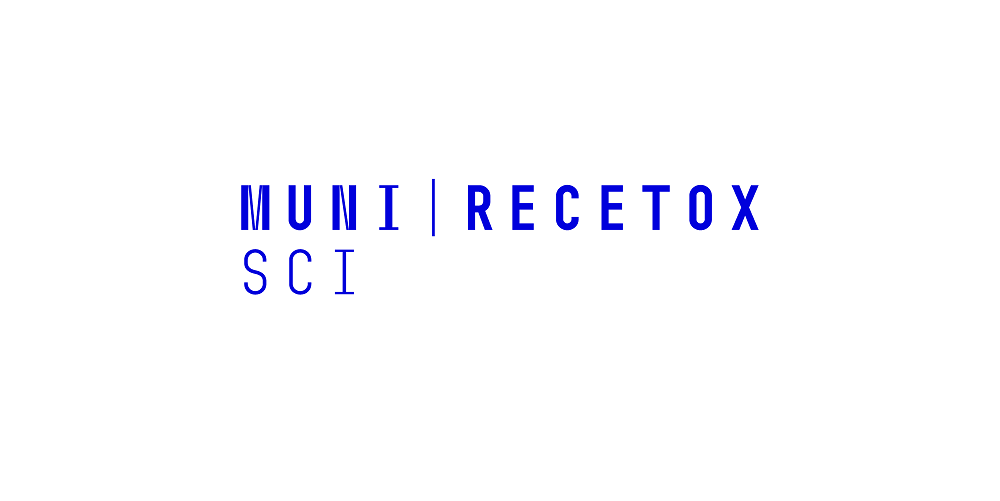 MUNI | RECETOX
SCI